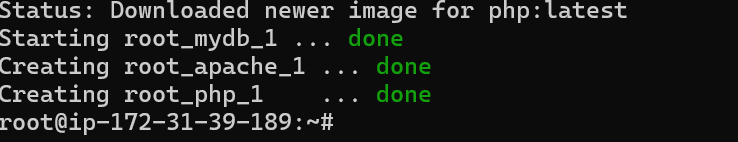 Status: Downloaded newer image for php:latest
Starting root_mydb_1 ... done
Creating root_apache_1 ... done
Creating root_php_1    ... done
root@ip-172-31-39-189:~#